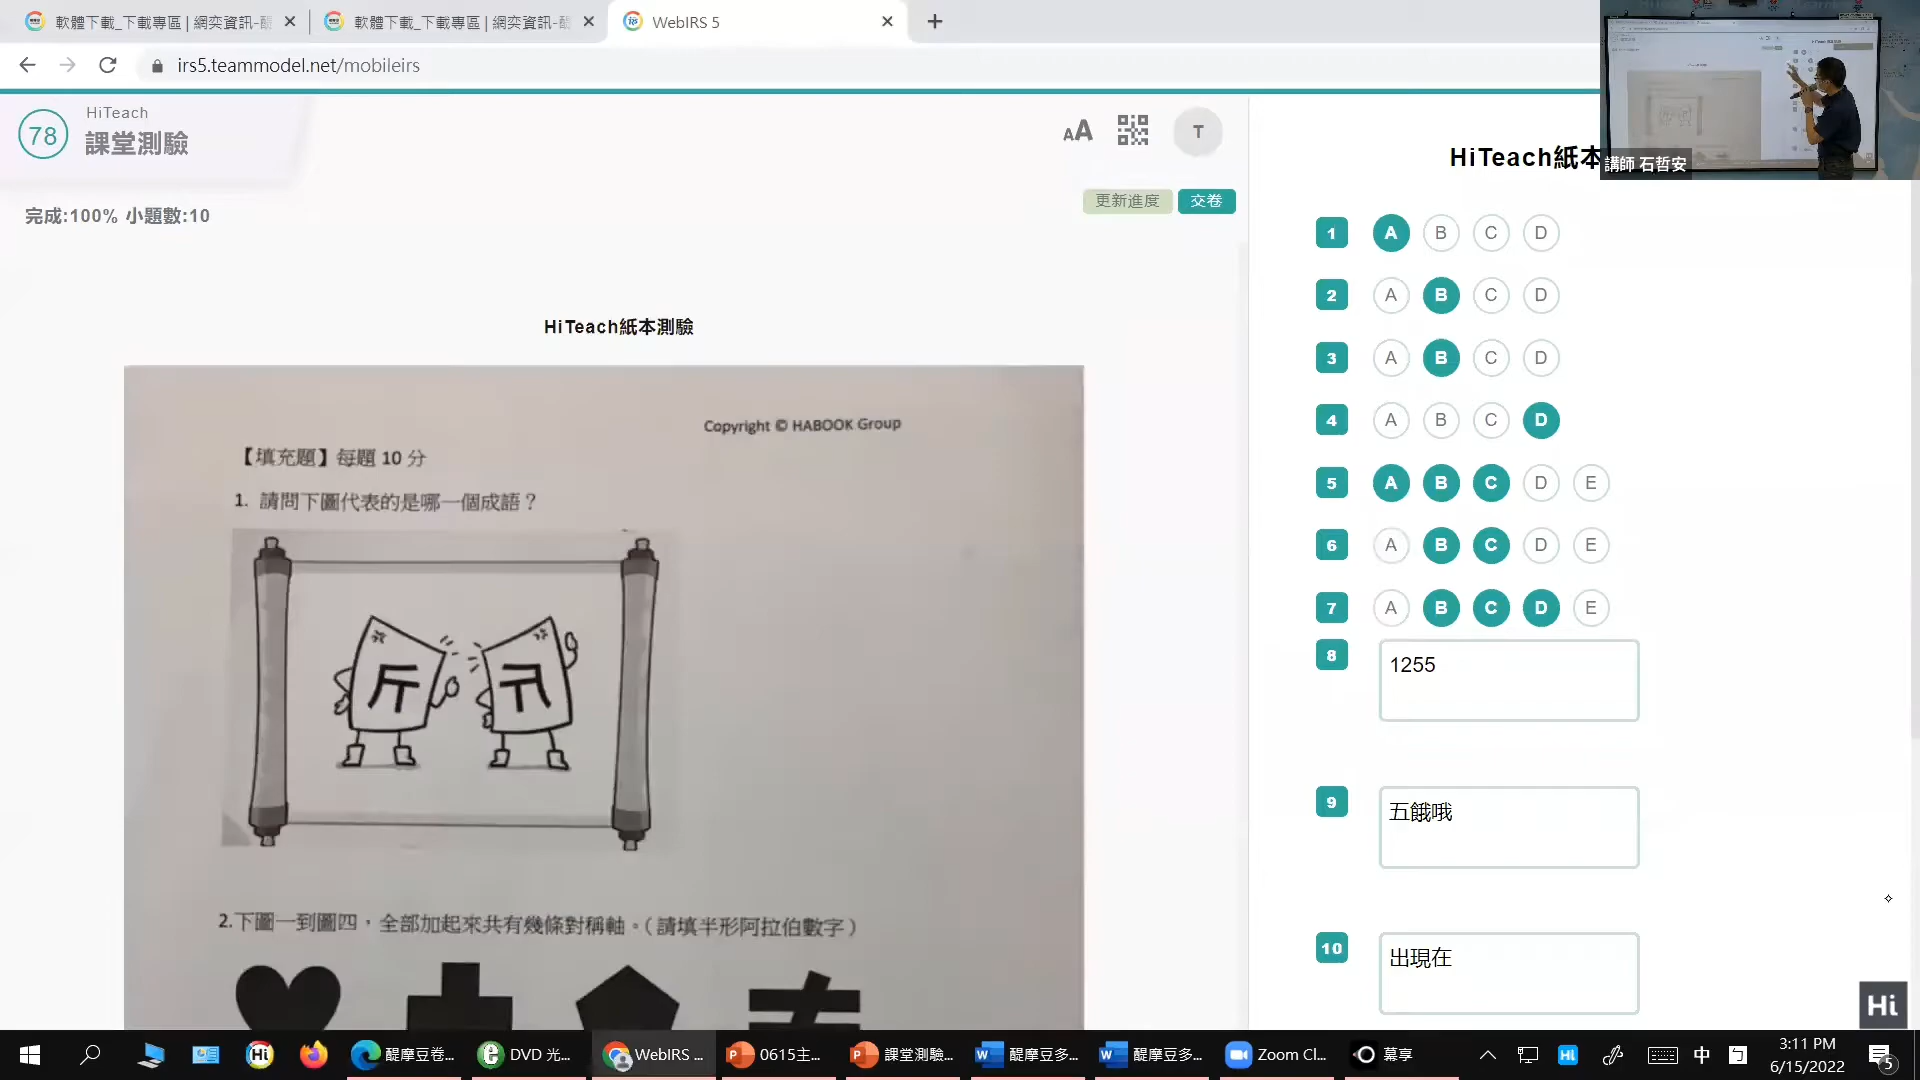 軟體下載_下載專區 | 網奕資訊-醍
軟體下載_下載專區 | 網奕資訊-醍
WebIRS 5
irs5.teammodel.net/mobileirs
78
HiTeach
課堂測驗
AA
T
完成:100% 小題數:10
更新進度
交卷
HiTeach紙本測驗
Copyright © HABOOK Group
【填充題】每題 10 分
1. 請問下圖代表的是哪一個成語？
斤
2.下圖一到圖四，全部加起來共有幾條對稱軸。（請填半形阿拉伯數字）
HiTeach紙本
講師 石哲安
1 A B C D
2 A B C D
3 A B C D
4 A B C D
5 A B C D E
6 A B C D E
7 A B C D E
8 1255
9 五餓哦
10 出現在
Hi
Hi
醍摩豆卷...
DVD 光...
WebIRS ...
0615主...
課堂測驗...
醍摩豆多...
醍摩豆多...
Zoom Cl...
幕享
Hi
中
3:11 PM
6/15/2022
5